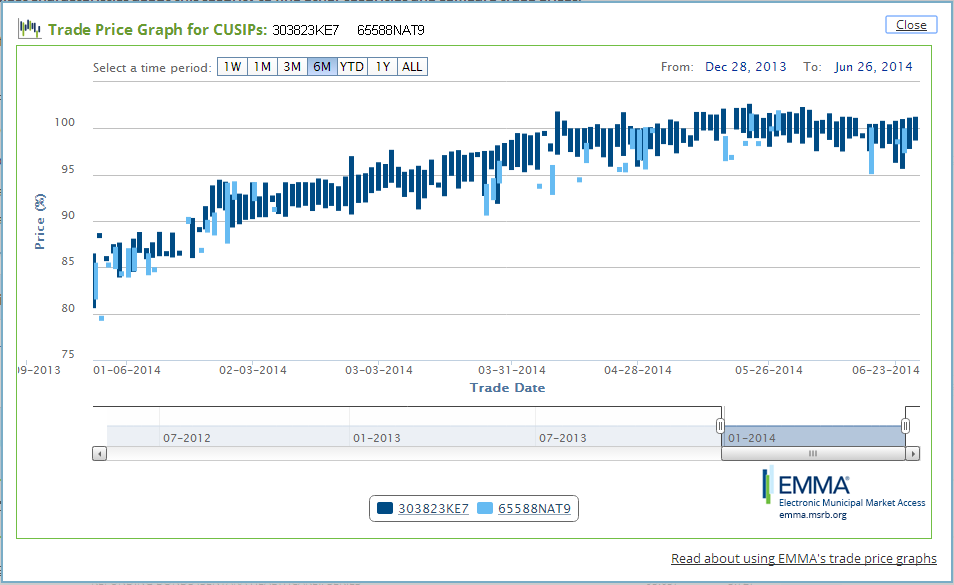 Trade Price Graph for CUSIPs: 303823KE7 65588NAT9
Close
Select a time period: 1W 1M 3M 6M YTD 1Y ALL
From: Dec 28, 2013 To: Jun 26, 2014
100
95
90
85
80
75
Price (%)
09-2013 01-06-2014 02-03-2014 03-03-2014 03-31-2014 04-28-2014 05-26-2014 06-23-2014
Trade Date
07-2012 01-2013 07-2013 01-2014
EMMA
Electronic Municipal Market Access
emma.msrb.org
303823KE7 65588NAT9
Read about using EMMA's trade price graphs